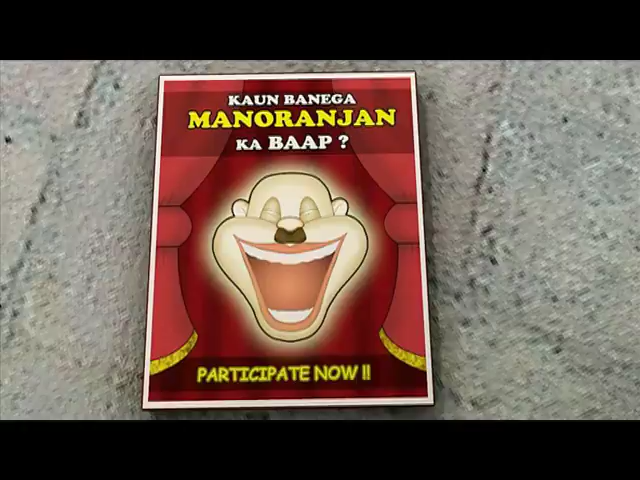 KAUN BANEGA
MANORANJAN
KA BAAP ?
PARTICIPATE NOW !!